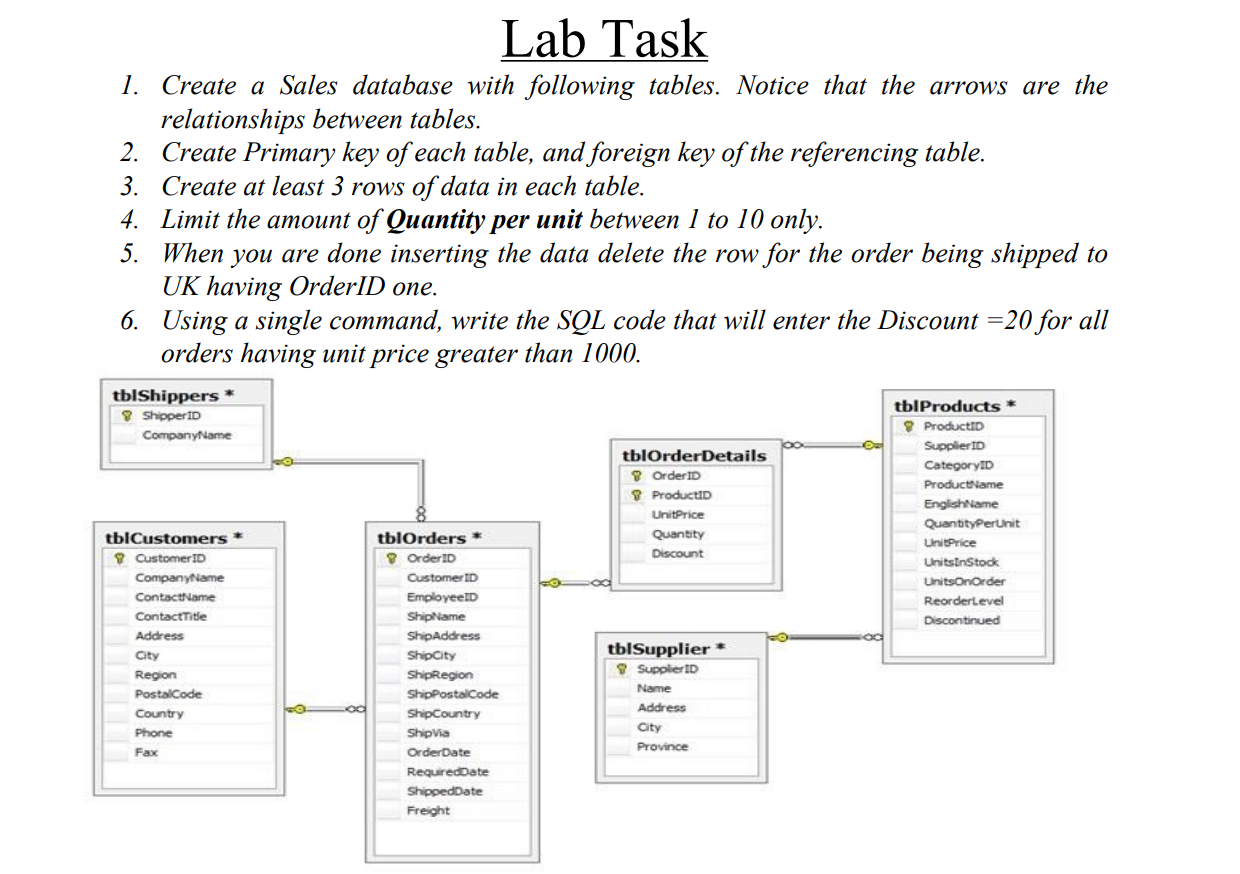 Lab Task
1. Create a Sales database with following tables. Notice that the arrows are the
relationships between tables.
2. Create Primary key of each table, and foreign key of the referencing table.
3. Create at least 3 rows of data in each table.
4. Limit the amount of Quantity per unit between 1 to 10 only.
5. When you are done inserting the data delete the row for the order being shipped to
UK having OrderID one.
6. Using a single command, write the SQL code that will enter the Discount =20 for all
orders having unit price greater than 1000.
tblShippers *
ShipperID
CompanyName
tblCustomers *
CustomerID
CompanyName
ContactName
ContactTitle
Address
City
Region
PostalCode
Country
Phone
Fax
tblOrders *
OrderID
CustomerID
EmployeeID
ShipName
ShipAddress
ShipCity
ShipRegion
ShipPostalCode
ShipCountry
ShipVia
OrderDate
RequiredDate
ShippedDate
Freight
tblOrderDetails
OrderID
ProductID
UnitPrice
Quantity
Discount
tblSupplier *
SupplierID
Name
Address
City
Province
tblProducts *
ProductID
SupplierID
CategoryID
ProductName
EnglishName
QuantityPerUnit
UnitPrice
UnitsInStock
UnitsOnOrder
ReorderLevel
Discontinued